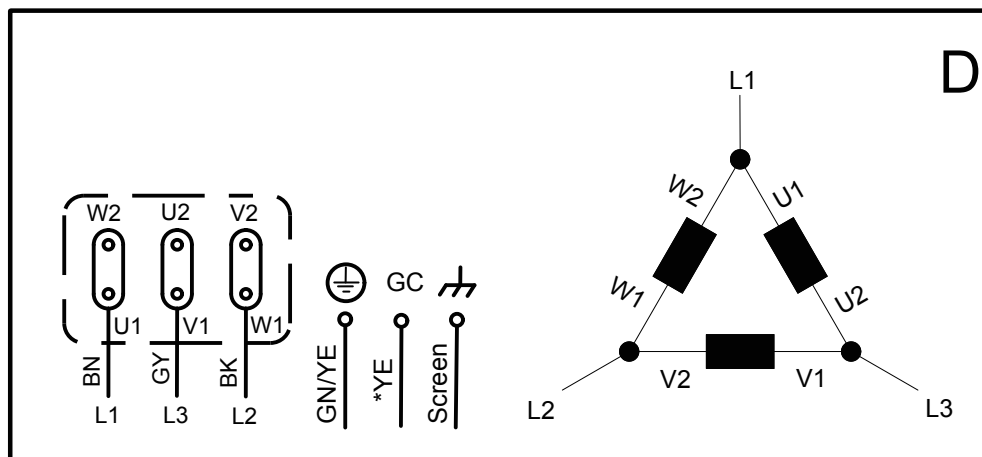 D
L1
W2 U1
W1 U2
V2 V1
L2 L3
W2 U2 V2
U1 V1 W1
GC
BN GY BK GN/YE *YE Screen
L1 L3 L2